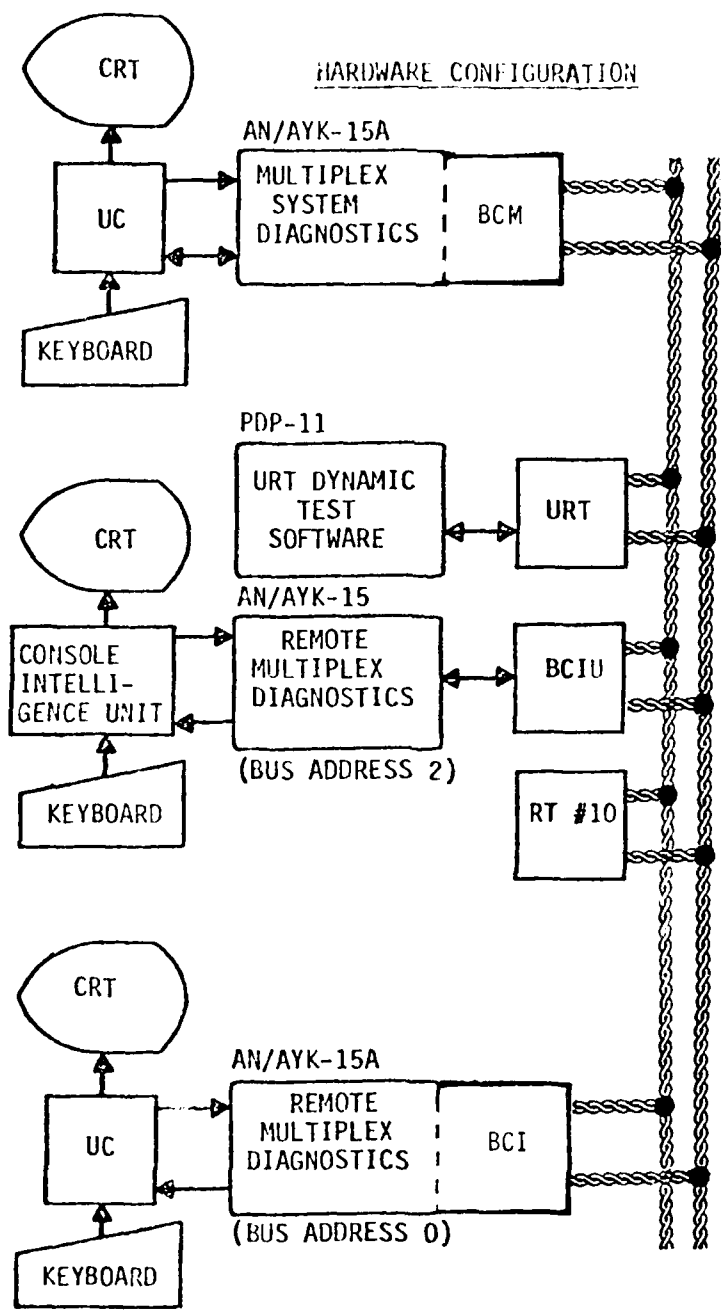 HARDWARE CONFIGURATION
CRT
AN/AYK-15A
UC
MULTIPLEX
SYSTEM
DIAGNOSTICS
BCM
KEYBOARD
PDP-11
URT DYNAMIC
TEST
SOFTWARE
URT
CRT
AN/AYK-15
CONSOLE
INTELLI-
GENCE UNIT
REMOTE
MULTIPLEX
DIAGNOSTICS
BCIU
(BUS ADDRESS 2)
KEYBOARD
RT #10
CRT
AN/AYK-15A
UC
REMOTE
MULTIPLEX
DIAGNOSTICS
BCI
(BUS ADDRESS 0)
KEYBOARD